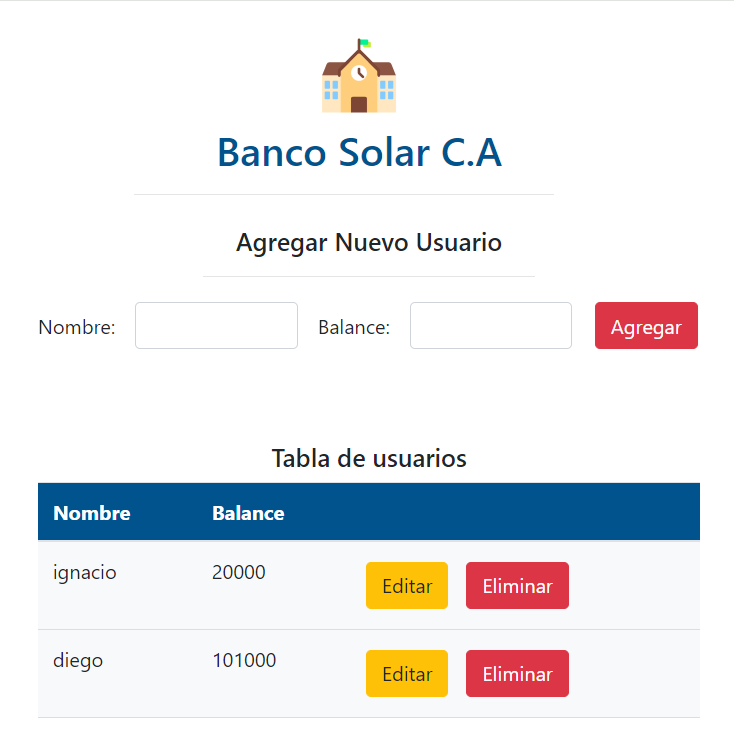 Banco Solar C.A
Agregar Nuevo Usuario
Nombre: Balance: Agregar
Tabla de usuarios
Nombre Balance
ignacio 20000 Editar Eliminar
diego 101000 Editar Eliminar